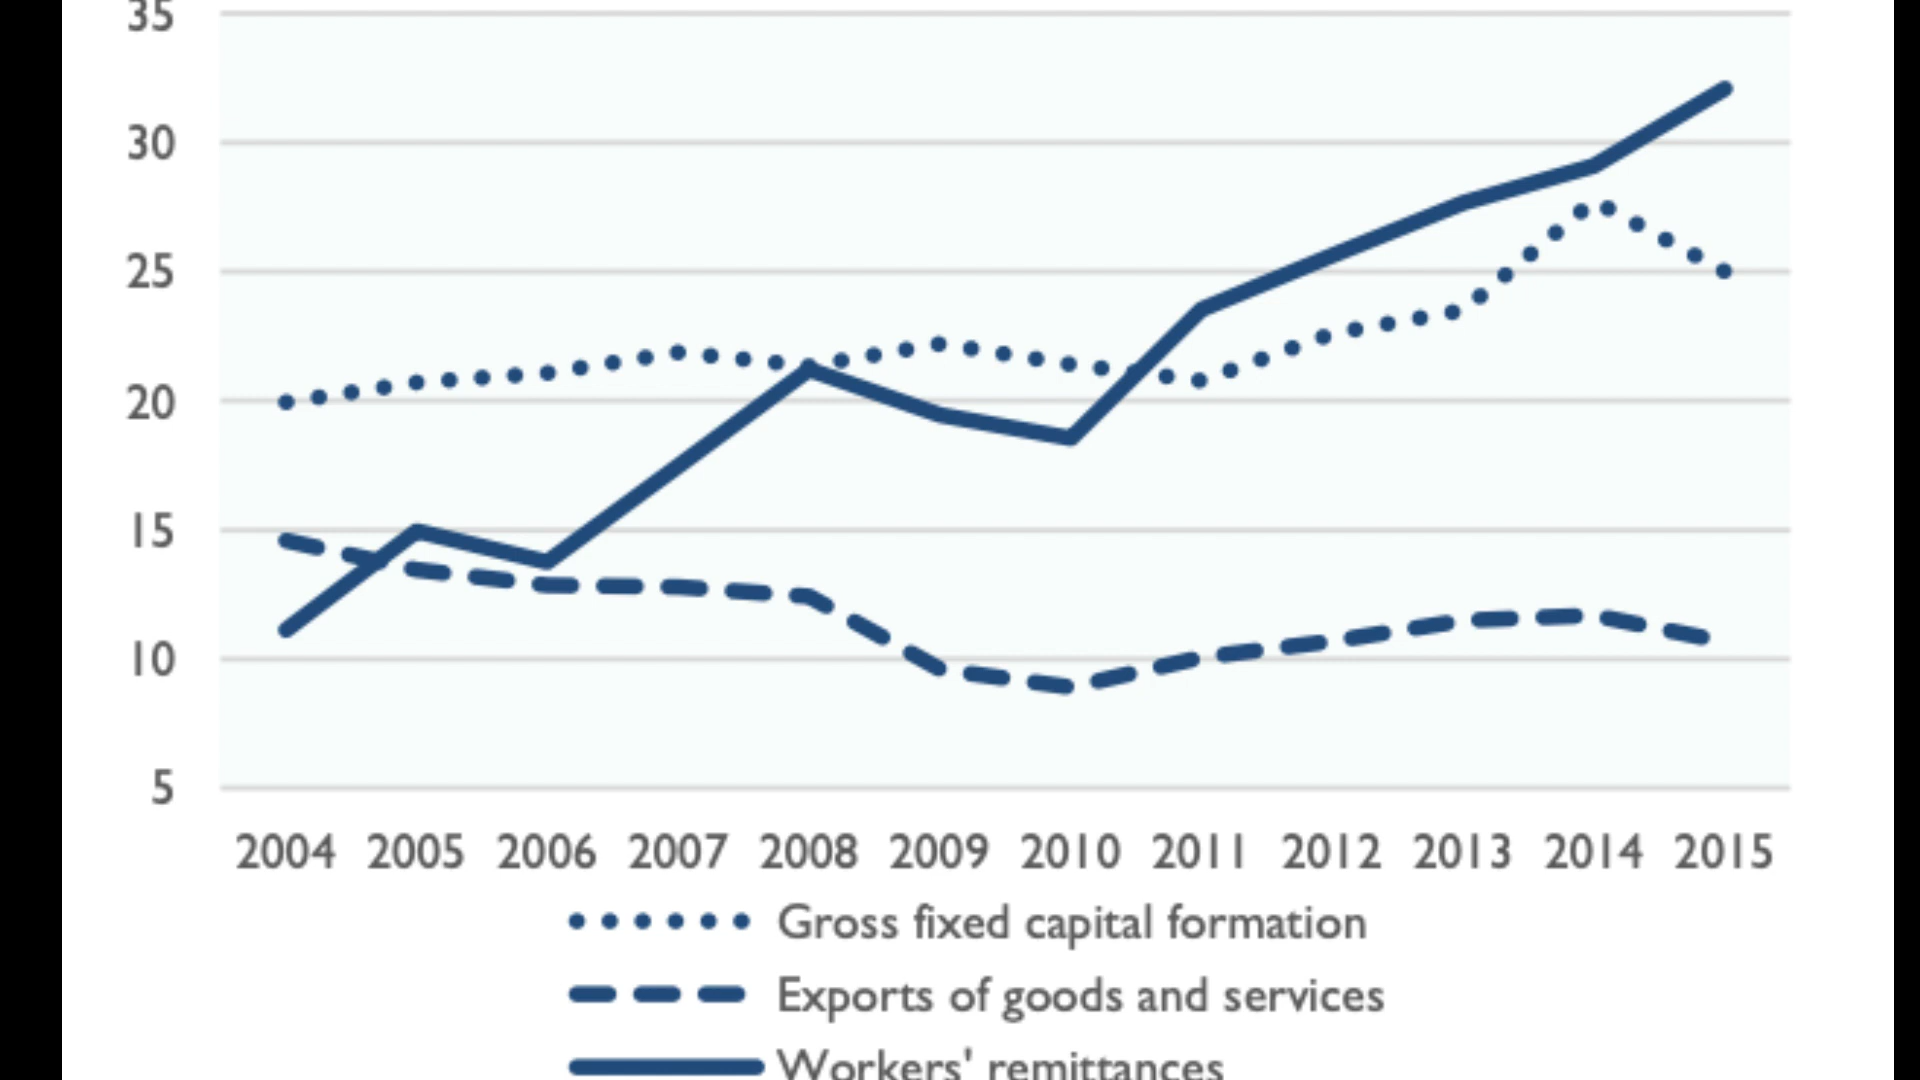 35
30
25
20
15
10
5
2004 2005 2006 2007 2008 2009 2010 2011 2012 2013 2014 2015
Gross fixed capital formation
Exports of goods and services
Workers' remittances